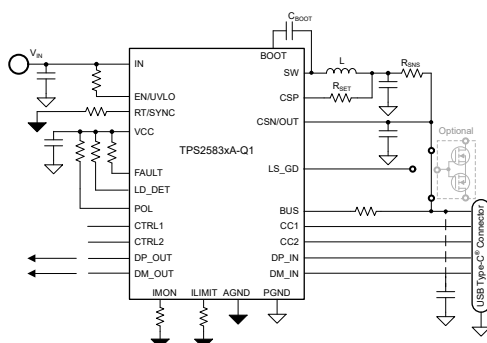 C_BOOT
V_IN
BOOT
IN
SW
L
R_SNS
EN/UVLO
CSP
R_SET
RT/SYNC
CSN/OUT
VCC
Optional
TPS2583xA-Q1
FAULT
LS_GD
LD_DET
POL
BUS
CTRL1
CC1
CTRL2
CC2
DP_OUT
DP_IN
DM_OUT
DM_IN
IMON
ILIMIT
AGND
PGND
USB Type-C® Connector